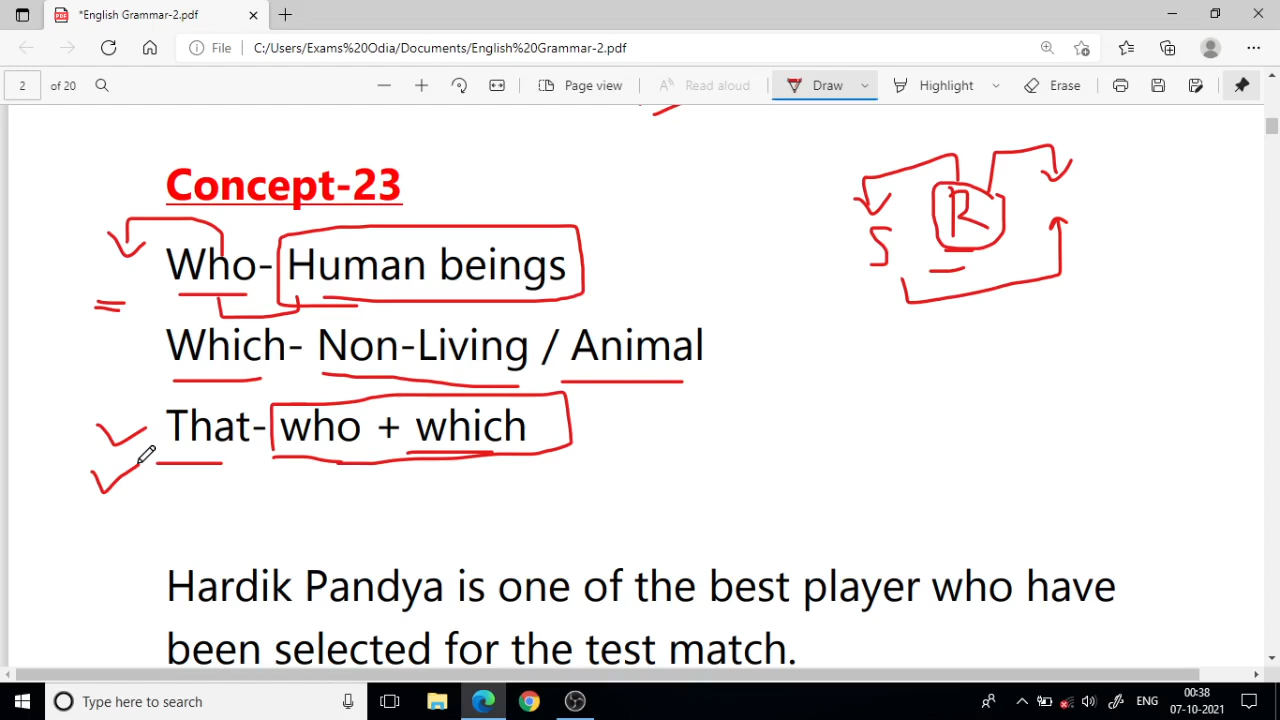 *English Grammar-2.pdf
File C:/Users/Exams%20Odia/Documents/English%20Grammar-2.pdf
2 of 20 Page view Read aloud Draw Highlight Erase
Concept-23
R
S
Who- Human beings
Which- Non-Living / Animal
That- who + which
Hardik Pandya is one of the best player who have
been selected for the test match.
Type here to search ENG 00:38
07-10-2021